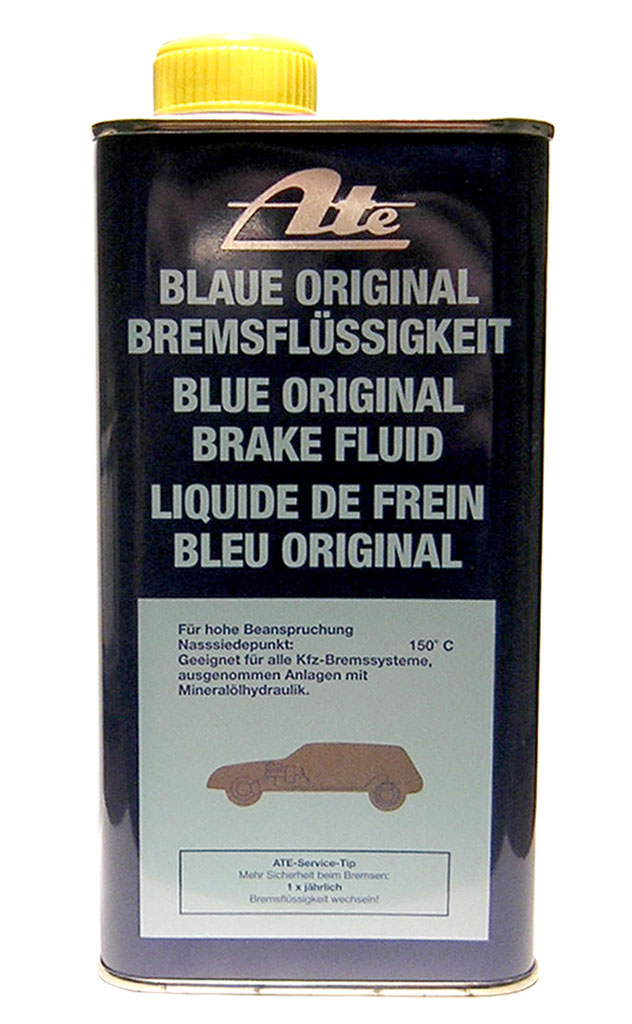 Ate
BLAUE ORIGINAL
BREMSFLÜSSIGKEIT
BLUE ORIGINAL
BRAKE FLUID
LIQUIDE DE FREIN
BLEU ORIGINAL
Für hohe Beanspruchung
Nasssiedepunkt: 150° C
Geeignet für alle Kfz-Bremssysteme,
ausgenommen Anlagen mit
Mineralölhydraulik.
ATE-Service-Tip
Mehr Sicherheit beim Bremsen:
1 x jährlich
Bremsflüssigkeit wechseln!